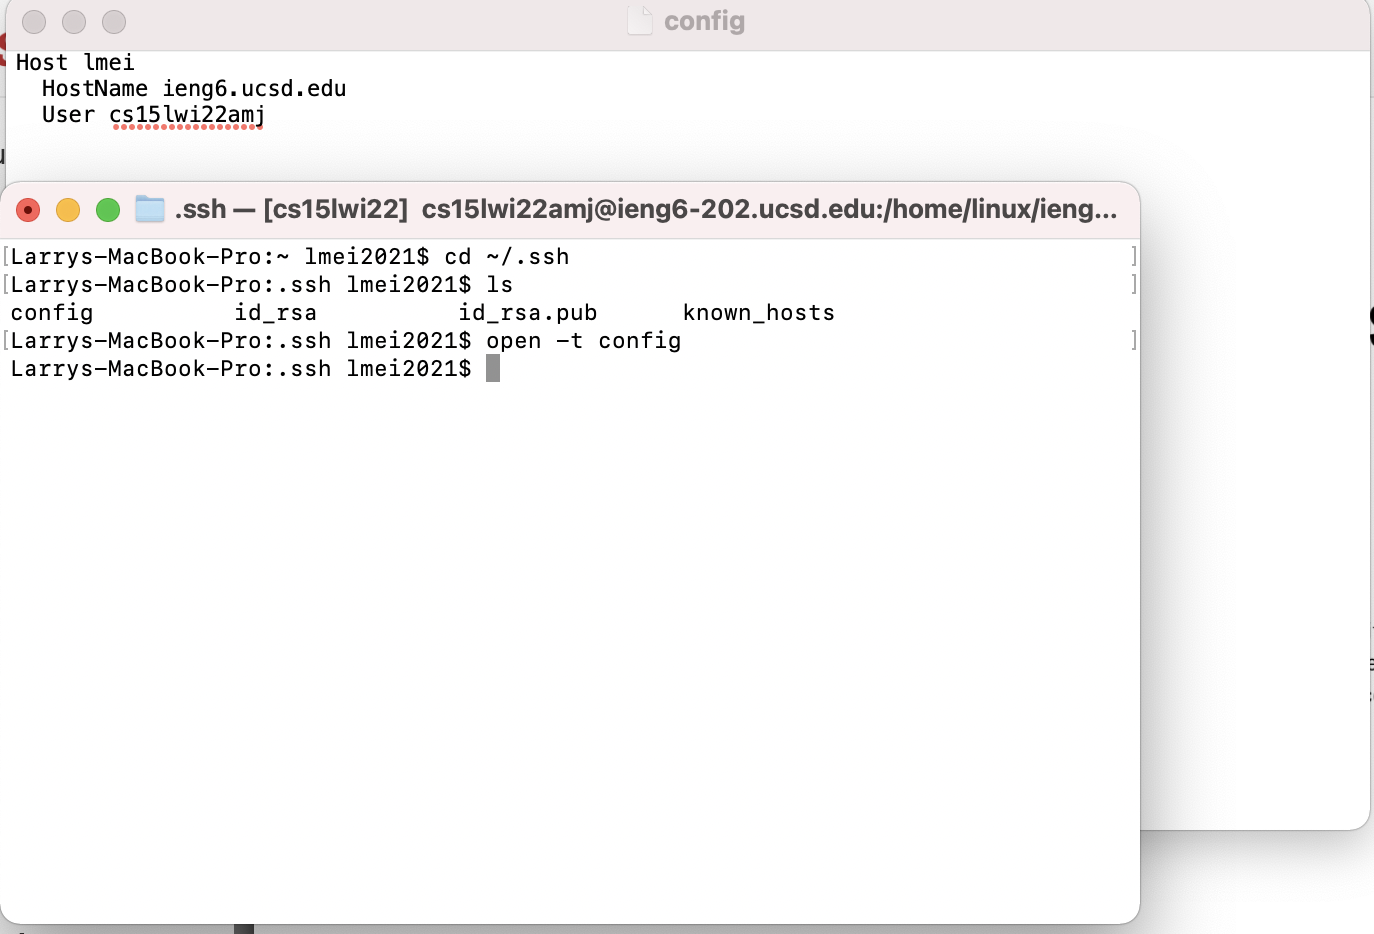 config
Host lmei
HostName ieng6.ucsd.edu
User cs15lwi22amj
.ssh — [cs15lwi22] cs15lwi22amj@ieng6-202.ucsd.edu:/home/linux/ieng...
[Larrys-MacBook-Pro:~ lmei2021$ cd ~/.ssh ]
[Larrys-MacBook-Pro:.ssh lmei2021$ ls ]
config id_rsa id_rsa.pub known_hosts
[Larrys-MacBook-Pro:.ssh lmei2021$ open -t config ]
Larrys-MacBook-Pro:.ssh lmei2021$